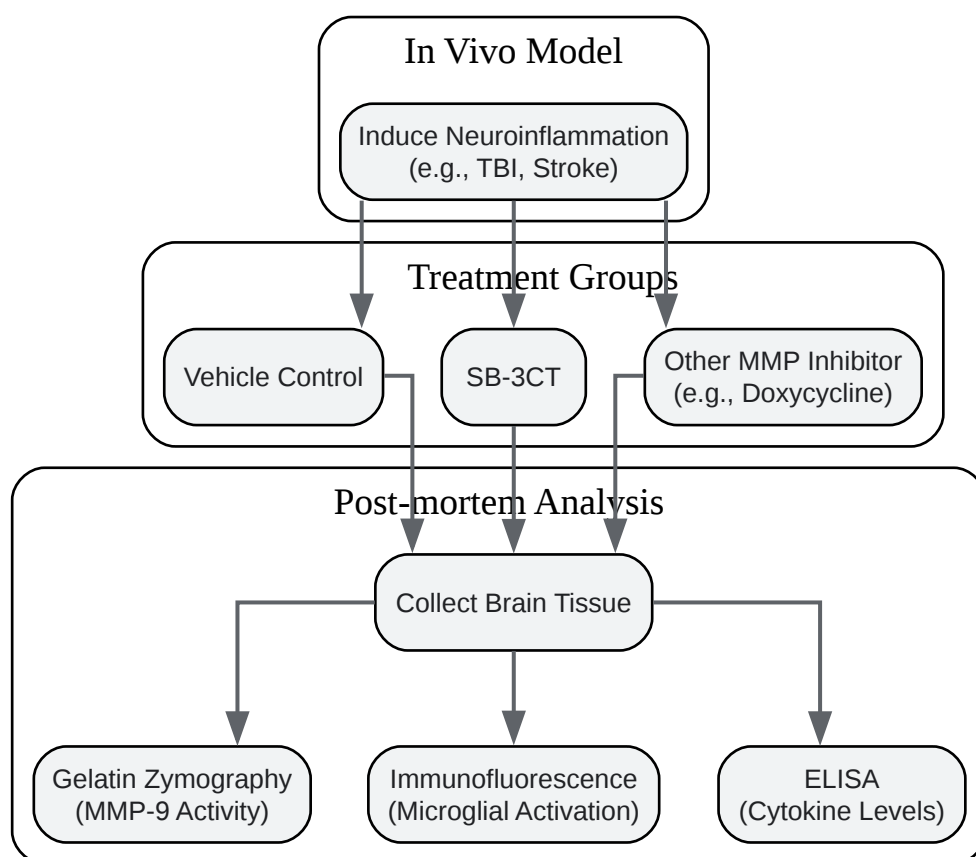 In Vivo Model
Induce Neuroinflammation
(e.g., TBI, Stroke)
Treatment Groups
Vehicle Control
SB-3CT
Other MMP Inhibitor
(e.g., Doxycycline)
Post-mortem Analysis
Collect Brain Tissue
Gelatin Zymography
(MMP-9 Activity)
Immunofluorescence
(Microglial Activation)
ELISA
(Cytokine Levels)